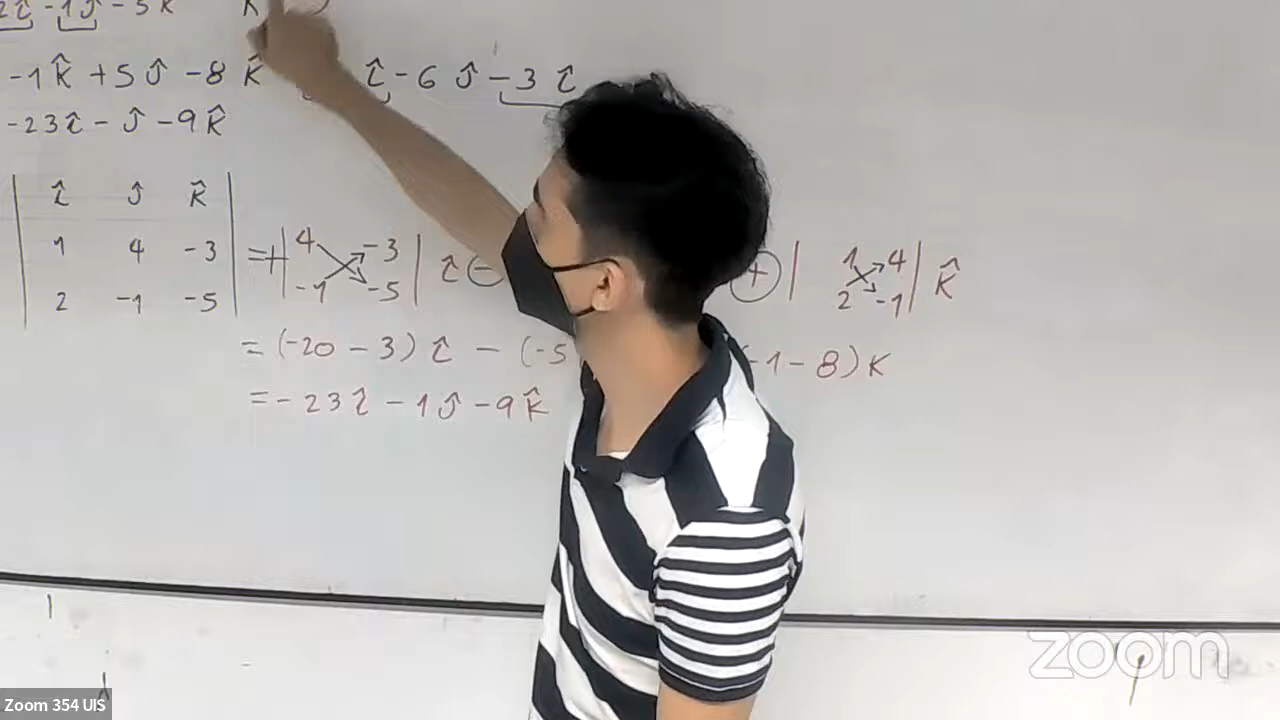 2î - 1ĵ - 5k
-1k̂ + 5ĵ - 8k̂ î - 6ĵ - 3î
-23î - ĵ - 9k̂
î ĵ k̂
1 4 -3 = + | 4 -3 | î - + | 1 4 | k̂
2 -1 -5 -1 -5 2 -1
= (-20 - 3) î - (-5 -1 - 8) k
= -23î - 1ĵ - 9k̂
zoom
Zoom 354 UIS